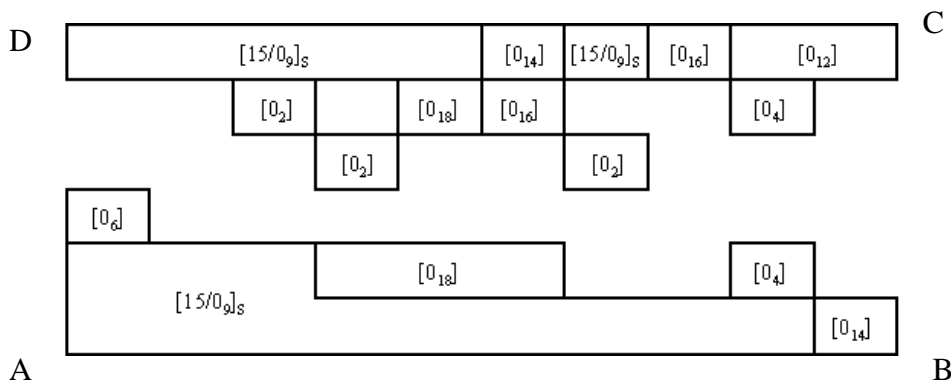 D C
[15/0₉]ₛ [0₁₄] [15/0₉]ₛ [0₁₆] [0₁₂]
[0₂] [0₁₈] [0₁₆] [0₄]
[0₂] [0₂]
[0₆]
[0₁₈] [0₄]
[15/0₉]ₛ
[0₁₄]
A B